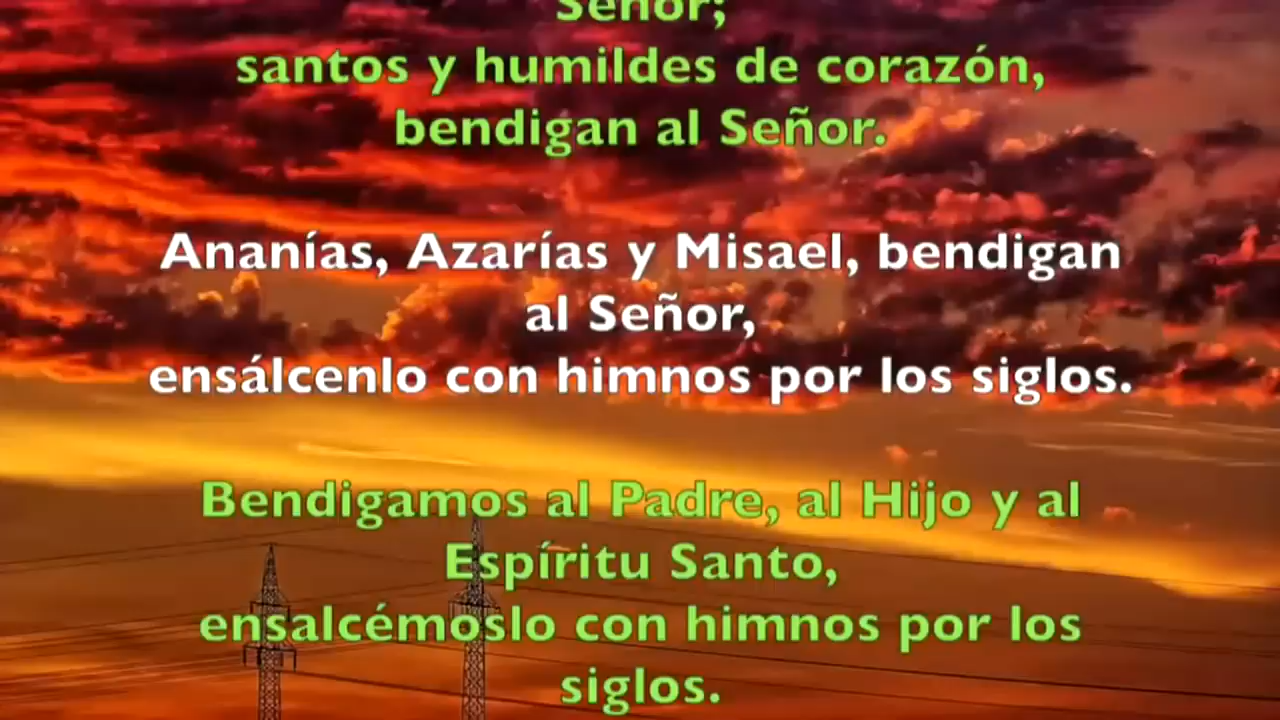 Señor;
santos y humildes de corazón,
bendigan al Señor.
Ananías, Azarías y Misael, bendigan
al Señor,
ensálcenlo con himnos por los siglos.
Bendigamos al Padre, al Hijo y al
Espíritu Santo,
ensalcémoslo con himnos por los
siglos.